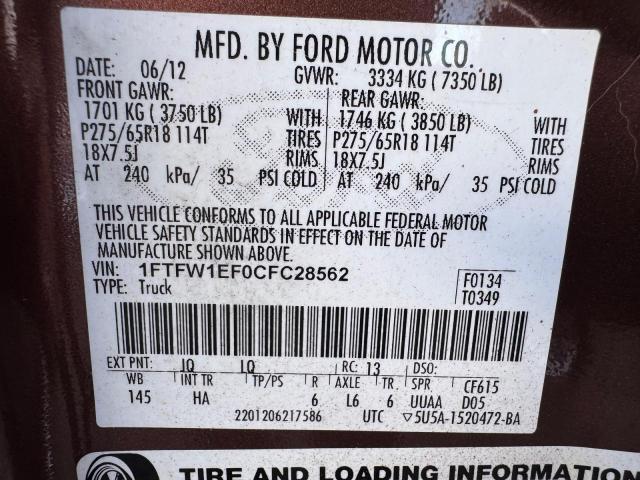 MFD. BY FORD MOTOR CO.
DATE: 06/12 GVWR: 3334 KG ( 7350 LB)
FRONT GAWR: REAR GAWR:
1701 KG ( 3750 LB) WITH 1746 KG ( 3850 LB) WITH
P275/65R18 114T TIRES P275/65R18 114T TIRES
18X7.5J RIMS 18X7.5J RIMS
AT 240 kPa/ 35 PSI COLD AT 240 kPa/ 35 PSI COLD
THIS VEHICLE CONFORMS TO ALL APPLICABLE FEDERAL MOTOR
VEHICLE SAFETY STANDARDS IN EFFECT ON THE DATE OF
MANUFACTURE SHOWN ABOVE.
VIN: 1FTFW1EF0CFC28562 F0134
TYPE: Truck T0349
EXT PNT: JQ LQ RC: 13
WB INT TR TP/PS R AXLE TR SPR CF615
145 HA 6 L6 6 UUAA D05
2201206217586 UTC ▽5U5A-1520472-BA
TIRE AND LOADING INFORMATION